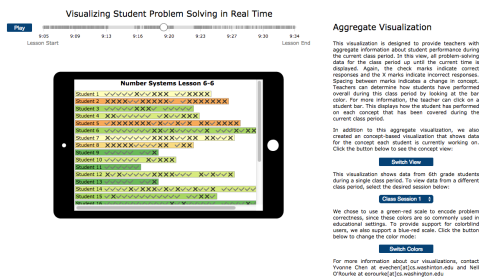 Visualizing Student Problem Solving in Real Time
Play
9:05 9:09 9:13 9:16 9:20 9:23 9:27 9:30 9:34
Lesson Start Lesson End
Number Systems Lesson 6-6
Student 1
Student 2
Student 3
Student 4
Student 5
Student 6
Student 7
Student 8
Student 9
Student 10
Student 11
Student 12
Student 13
Student 14
Student 15
Student 16
Aggregate Visualization
This visualization is designed to provide teachers with
aggregate information about student performance during
the current class period. In this view, all problem-solving
data for the class period up until the current time is
displayed. Again, the check marks indicate correct
responses and the X marks indicate incorrect responses.
Spacing between marks indicates a change in concept.
Teachers can determine how students have performed
overall during this class period by looking at the bar
color. For more information, the teacher can click on a
student bar. This displays how the student has performed
on each concept that has been covered during the
current class period.
In addition to this aggregate visualization, we also
created an concept-based visualization that shows data
for the concept each student is currently working on.
Click the button below to see the concept view:
Switch View
This visualization shows data from 6th grade students
during a single class period. To view data from a different
class period, select the desired session below:
Class Session 1
We chose to use a green-red scale to encode problem
correctness, since these colors are so commonly used in
educational settings. To provide support for colorblind
users, we also support a blue-red scale. Click the button
below to change the color mode:
Switch Colors
For more information about our visualizations, contact
Yvonne Chen at evechen[at]cs.washinton.edu and Nell
O'Rourke at eorourke[at]cs.washington.edu